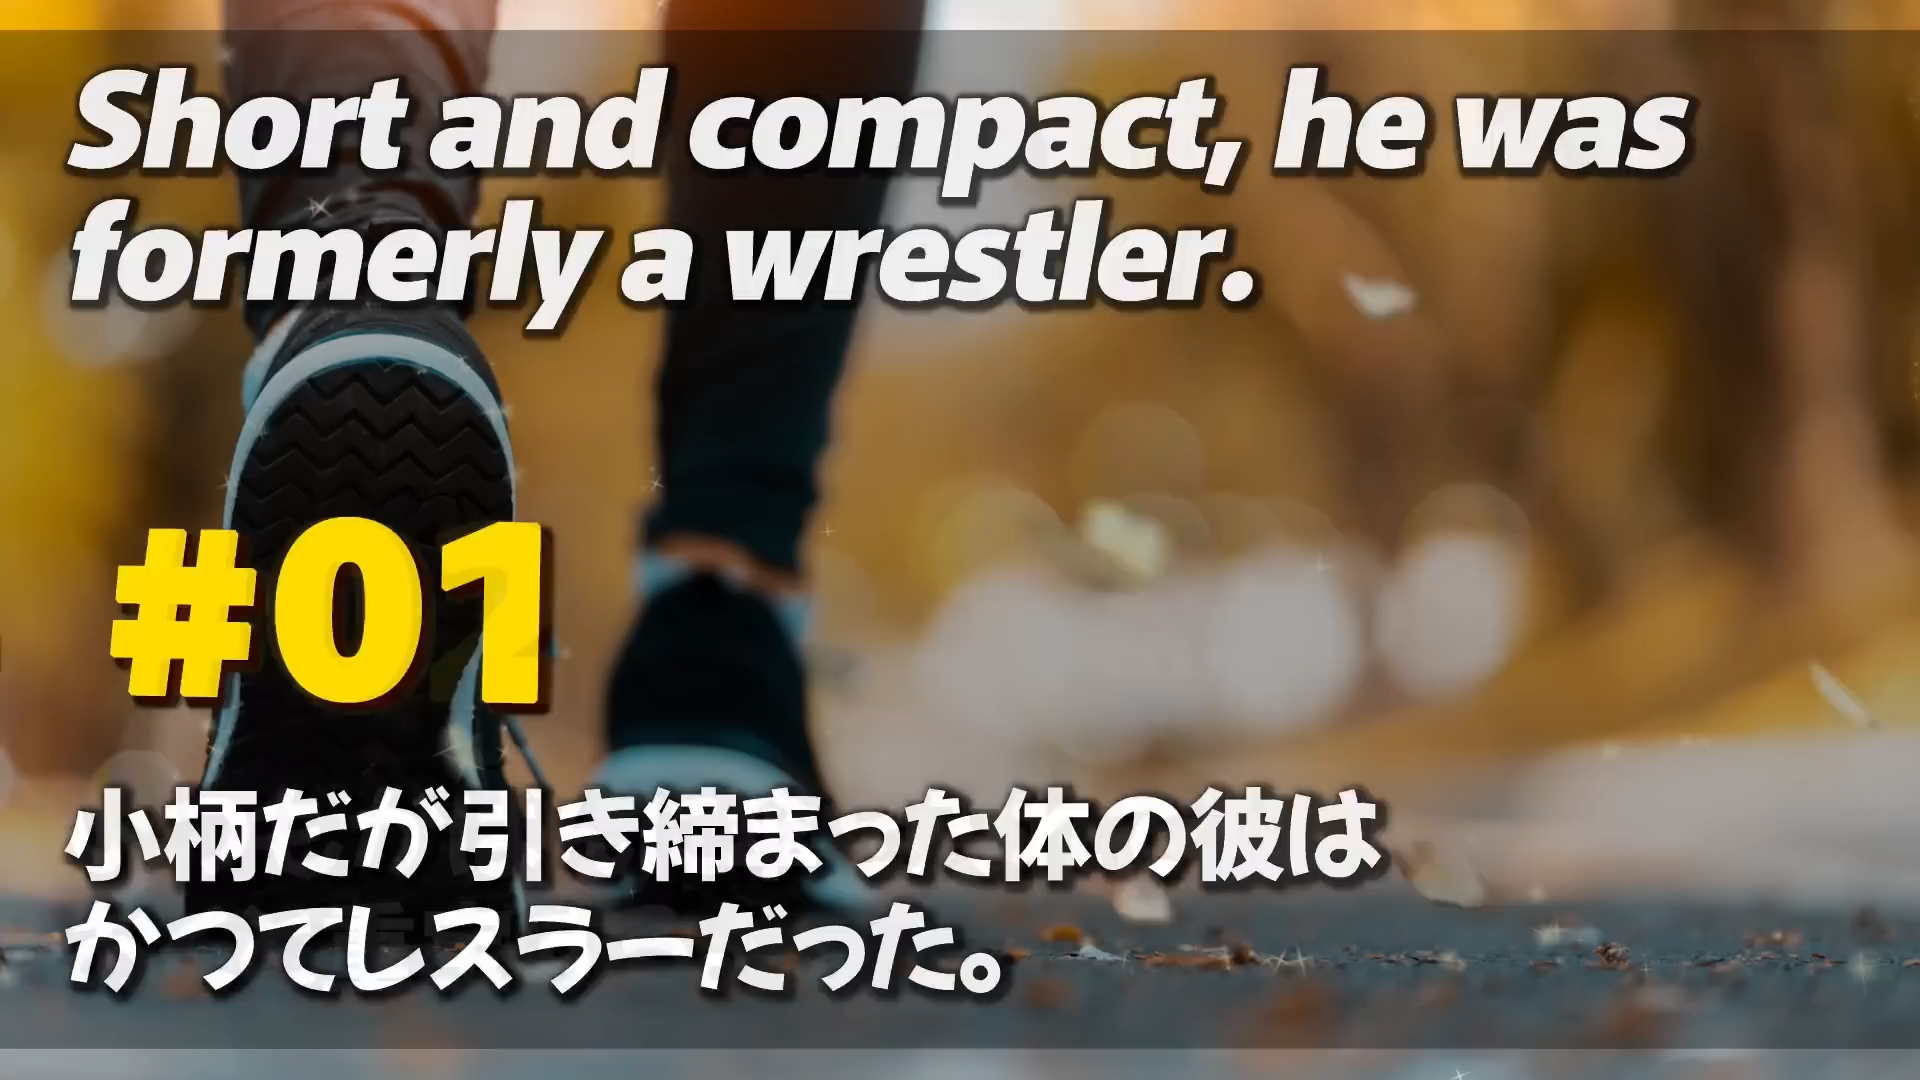 Short and compact, he was
formerly a wrestler.
#01
小柄だが引き締まった体の彼は
かつてレスラーだった。